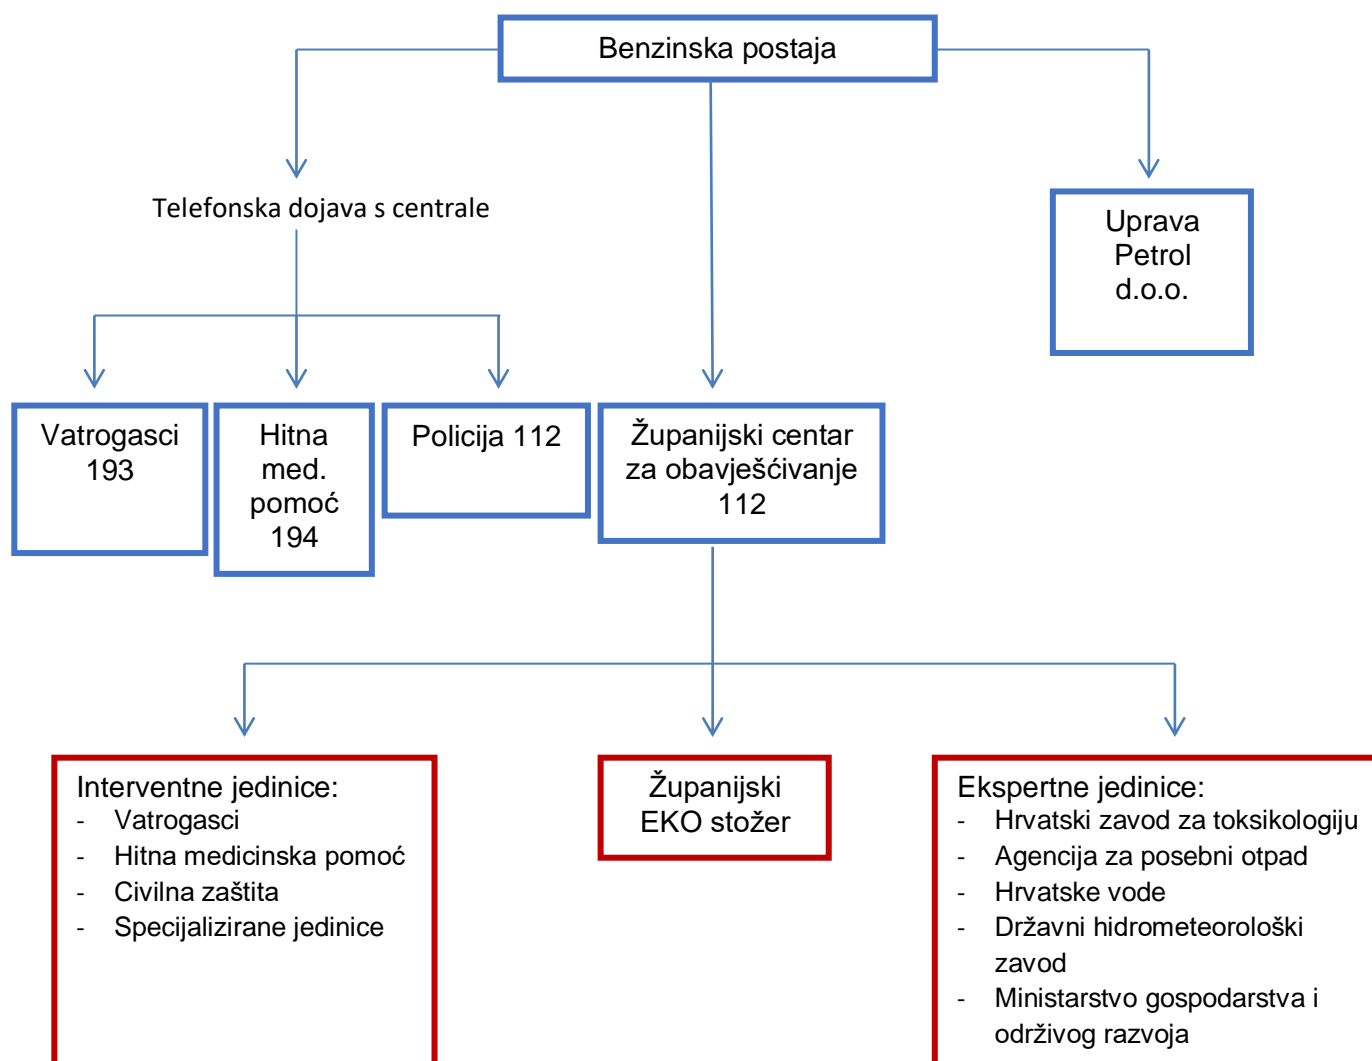 Benzinska postaja
Telefonska dojava s centrale
Uprava
Petrol
d.o.o.
Vatrogasci
193
Hitna
med.
pomoć
194
Policija 112
Županijski centar
za obavješćivanje
112
Interventne jedinice:
- Vatrogasci
- Hitna medicinska pomoć
- Civilna zaštita
- Specijalizirane jedinice
Županijski
EKO stožer
Ekspertne jedinice:
- Hrvatski zavod za toksikologiju
- Agencija za posebni otpad
- Hrvatske vode
- Državni hidrometeorološki
zavod
- Ministarstvo gospodarstva i
održivog razvoja